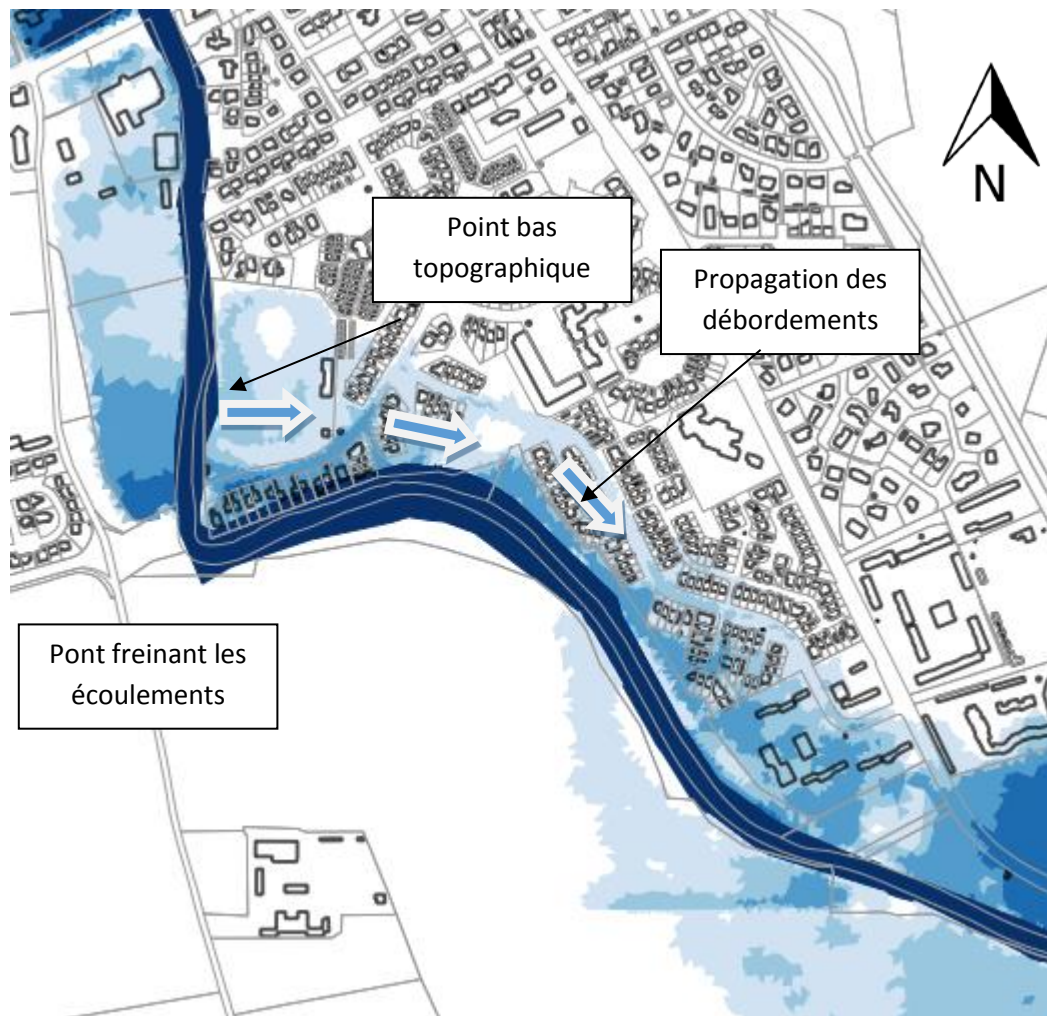 N
Point bas
topographique
Propagation des
débordements
Pont freinant les
écoulements